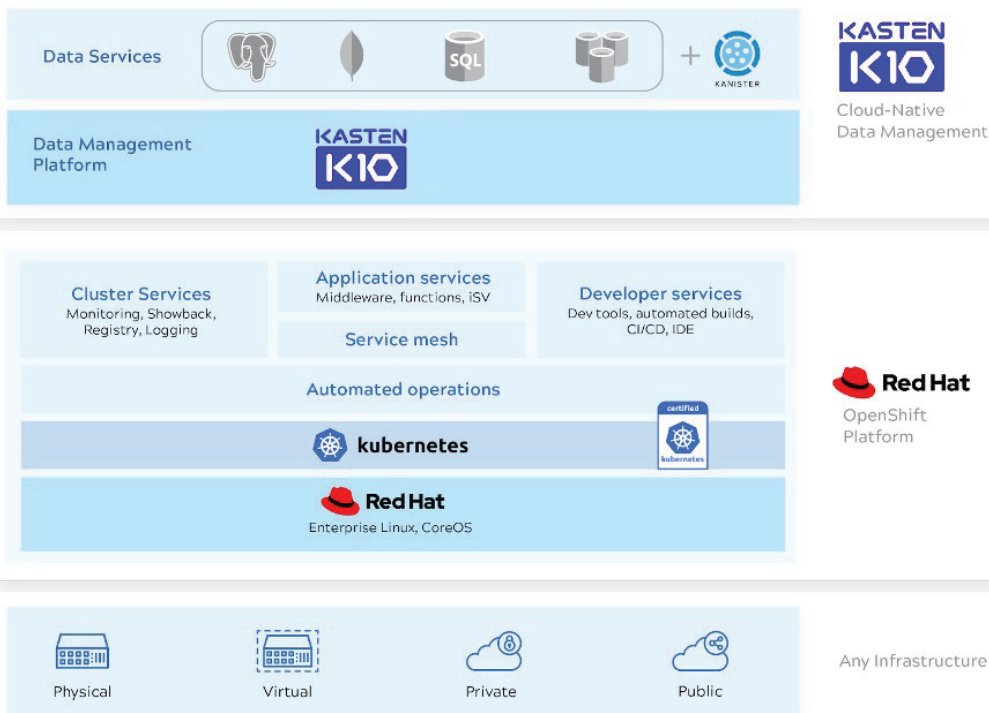 Data Services
SQL
+
KANISTER
KASTEN
K10
Cloud-Native
Data Management
Data Management
Platform
KASTEN
K10
Cluster Services
Monitoring, Showback,
Registry, Logging
Application services
Middleware, functions, iSV
Service mesh
Developer services
Dev tools, automated builds,
CI/CD, IDE
Automated operations
kubernetes
certified
kubernetes
Red Hat
Enterprise Linux, CoreOS
Red Hat
OpenShift
Platform
Physical
Virtual
Private
Public
Any Infrastructure